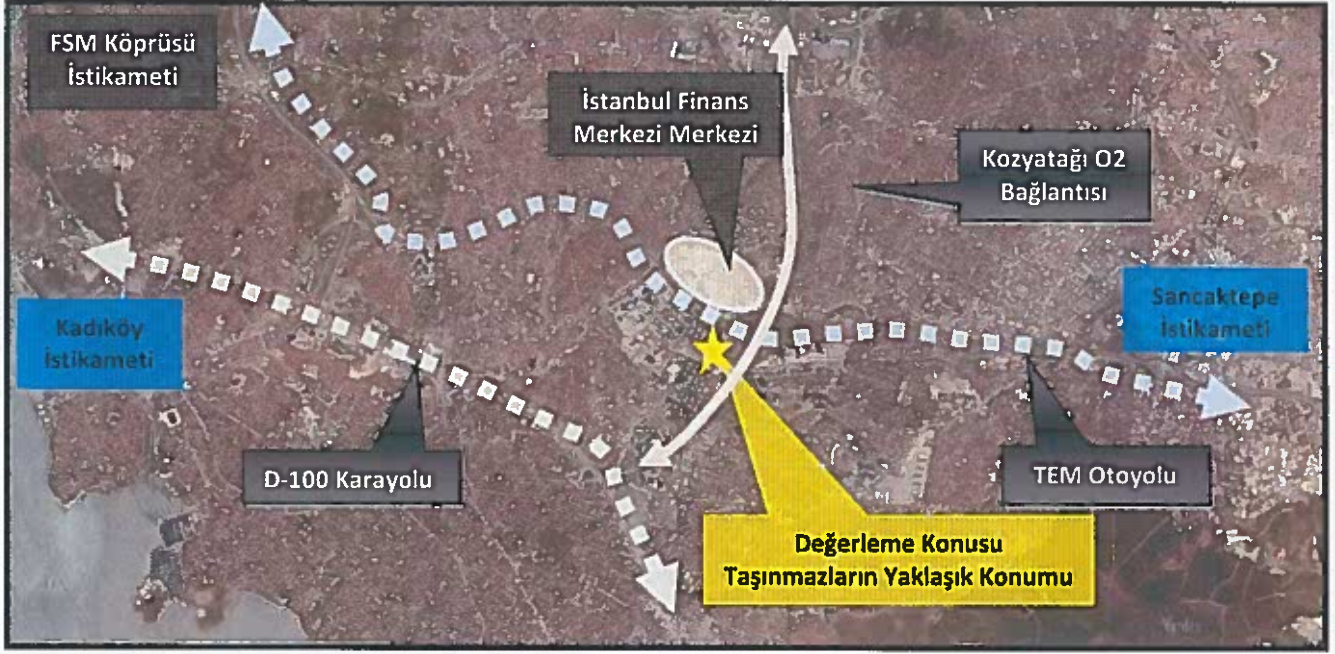 FSM Köprüsü
İstikameti
İstanbul Finans
Merkezi Merkezi
Kozyatağı O2
Bağlantısı
Kadıköy
İstikameti
Sancaktepe
İstikameti
D-100 Karayolu
TEM Otoyolu
Değerleme Konusu
Taşınmazların Yaklaşık Konumu